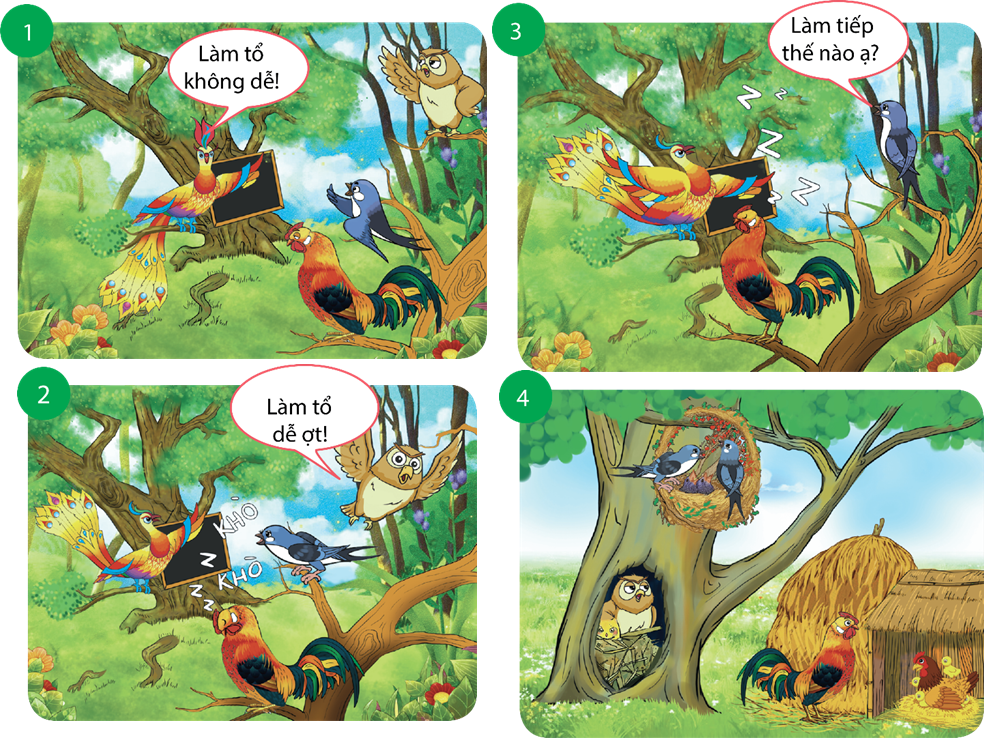 1
Làm tổ
không dễ!
2
Làm tổ
dễ ợt!
KHÒ
KHÒ
Z
Z
Z
3
Làm tiếp
thế nào ạ?
Z
Z
Z
Z
Z
4